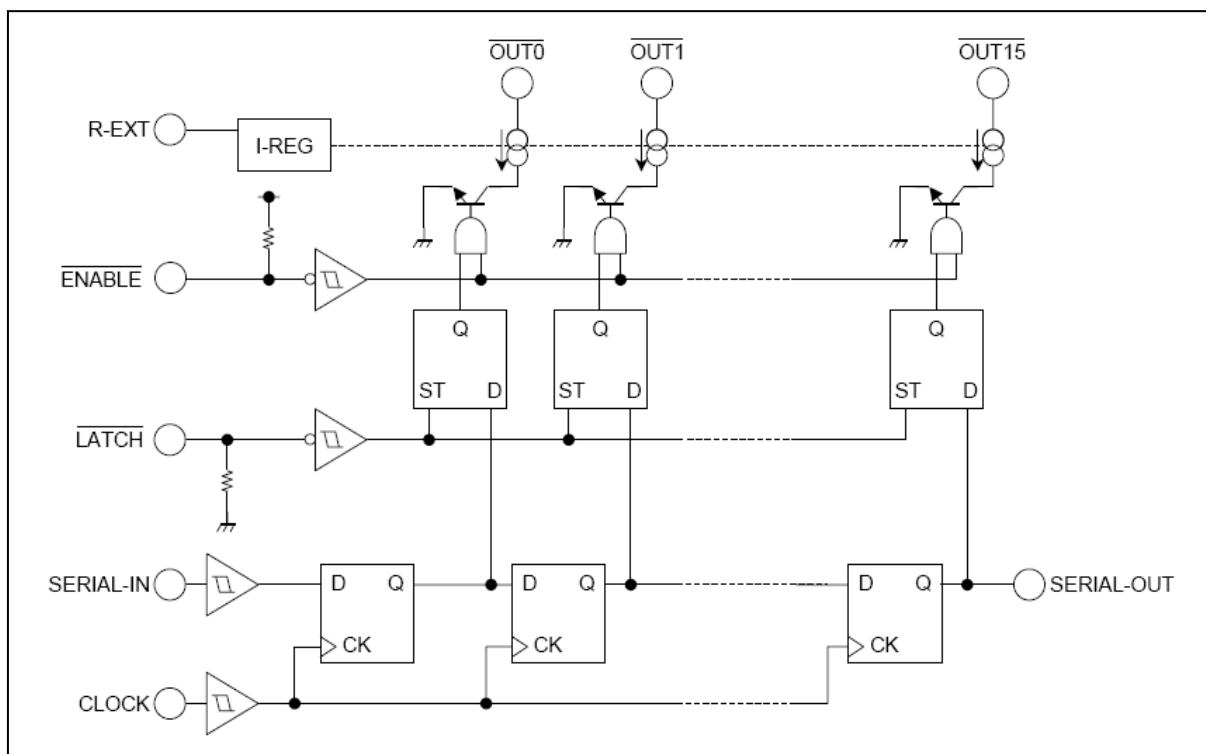 OUT0 OUT1 OUT15
R-EXT
I-REG
ENABLE
Q Q Q
ST D ST D ST D
LATCH
SERIAL-IN
D Q D Q D Q
SERIAL-OUT
CK CK CK
CLOCK